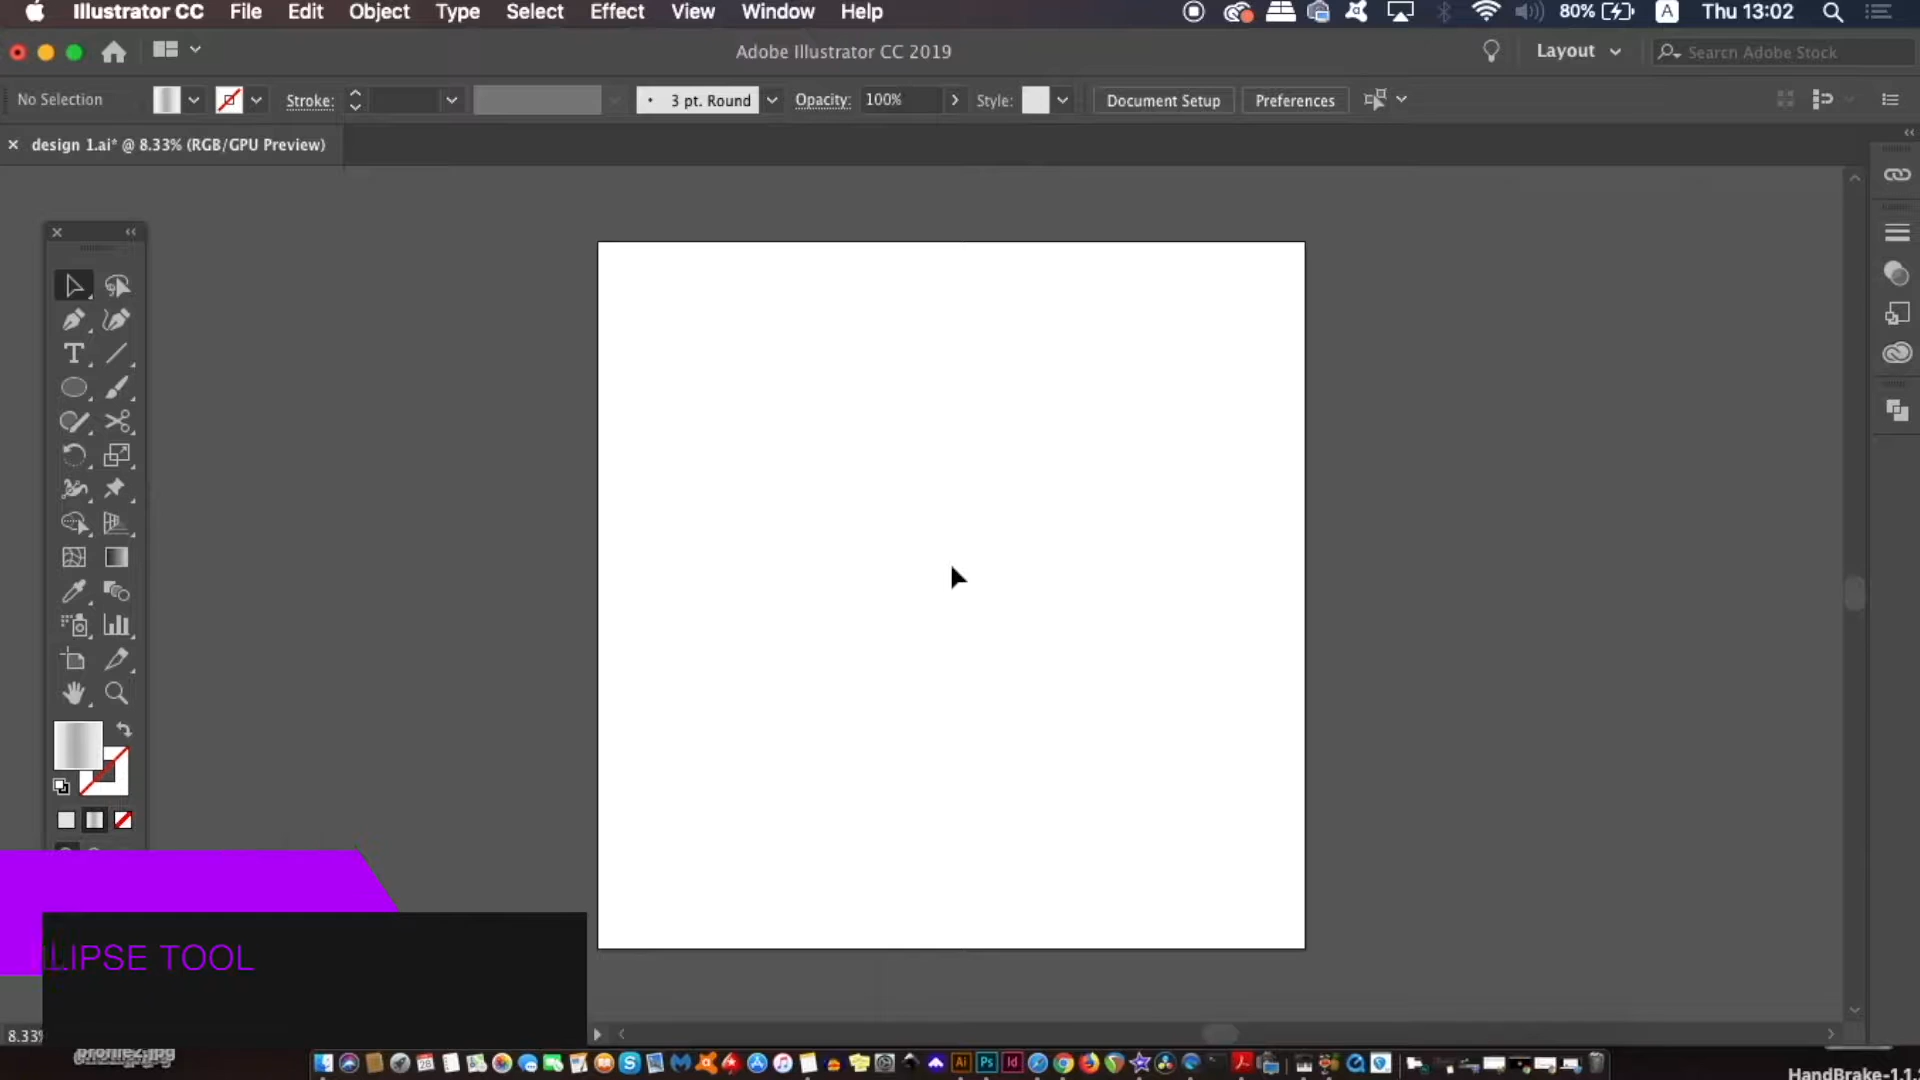 Illustrator CC File Edit Object Type Select Effect View Window Help 80% A Thu 13:02
Adobe Illustrator CC 2019 Layout Search Adobe Stock
No Selection Stroke: 3 pt. Round Opacity: 100% Style: Document Setup Preferences
design 1.ai* @ 8.33% (RGB/GPU Preview)
LIPSE TOOL
8.33%
profile2.jpg
HandBrake-1.1.